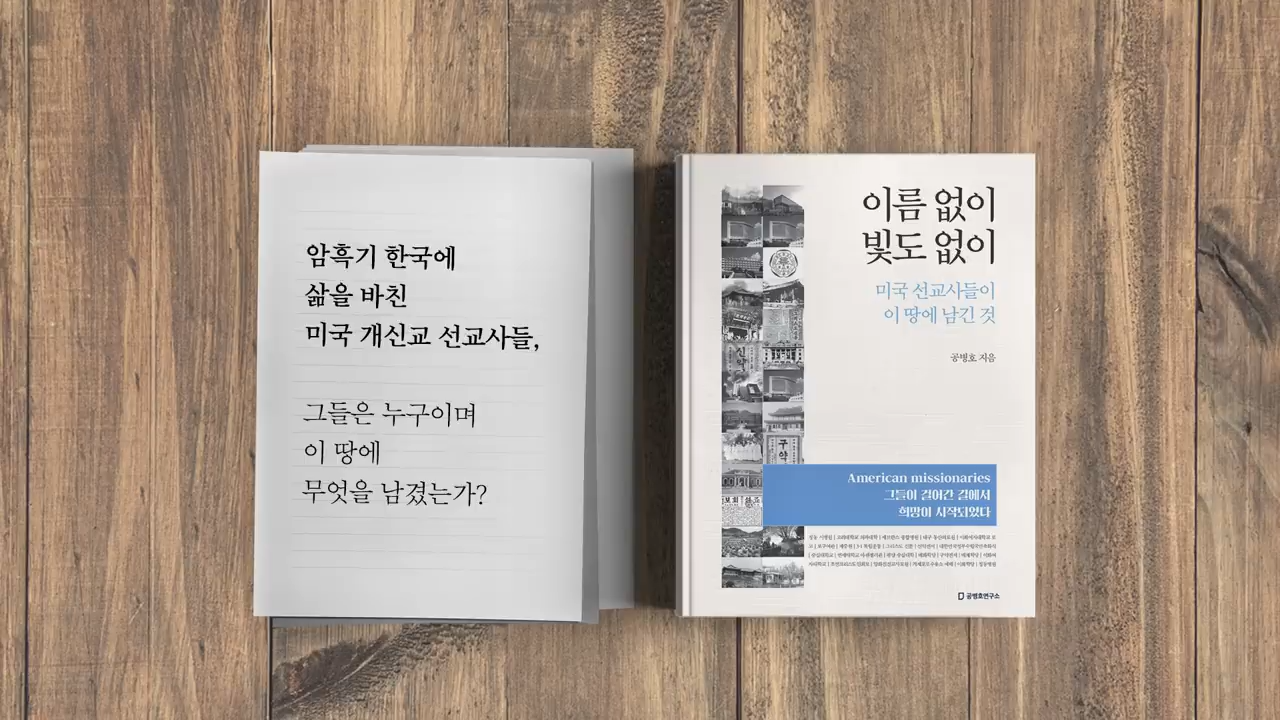 암흑기 한국에
삶을 바친
미국 개신교 선교사들,
그들은 누구이며
이 땅에
무엇을 남겼는가?
이름 없이
빛도 없이
미국 선교사들이
이 땅에 남긴 것
공병호 지음
구약
American missionaries
그들이 걸어간 길에서
희망이 시작되었다
공병호연구소